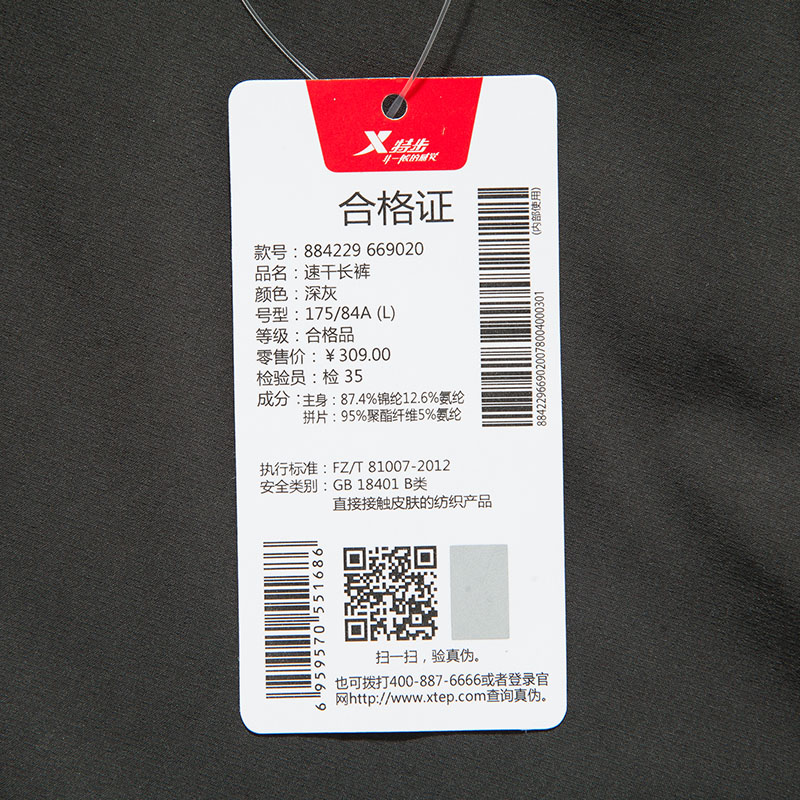 X特步
非一般的感觉
合格证
(内部使用)
款号：884229 669020
品名：速干长裤
颜色：深灰
号型：175/84A (L)
等级：合格品
零售价：￥309.00
检验员：检 35
成分：主身：87.4%锦纶12.6%氨纶
拼片：95%聚酯纤维5%氨纶
88422966902007800400​0301
执行标准：FZ/T 81007-2012
安全类别：GB 18401 B类
直接接触皮肤的纺织产品
6 959570 551686
扫一扫，验真伪。
也可拨打400-887-6666或者登录官
网http://www.xtep.com查询真伪。